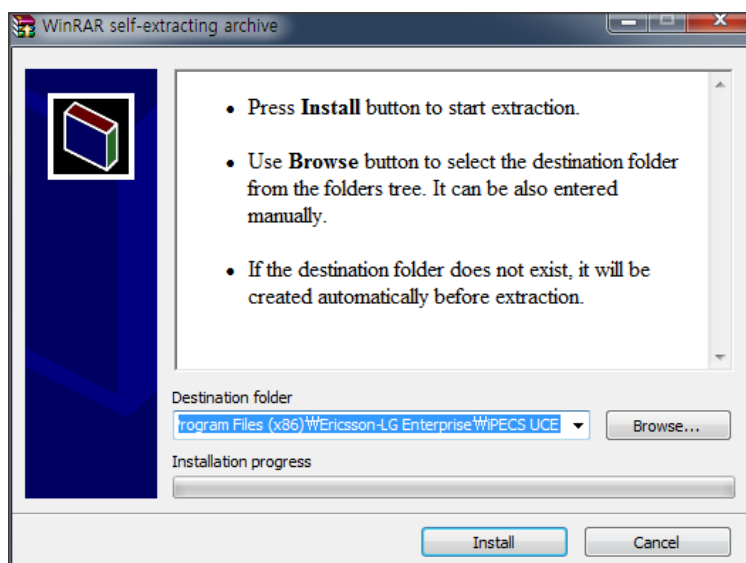 WinRAR self-extracting archive
• Press Install button to start extraction.
• Use Browse button to select the destination folder
from the folders tree. It can be also entered
manually.
• If the destination folder does not exist, it will be
created automatically before extraction.
Destination folder
rogram Files (x86)₩Ericsson-LG Enterprise₩iPECS UCE
Browse...
Installation progress
Install
Cancel